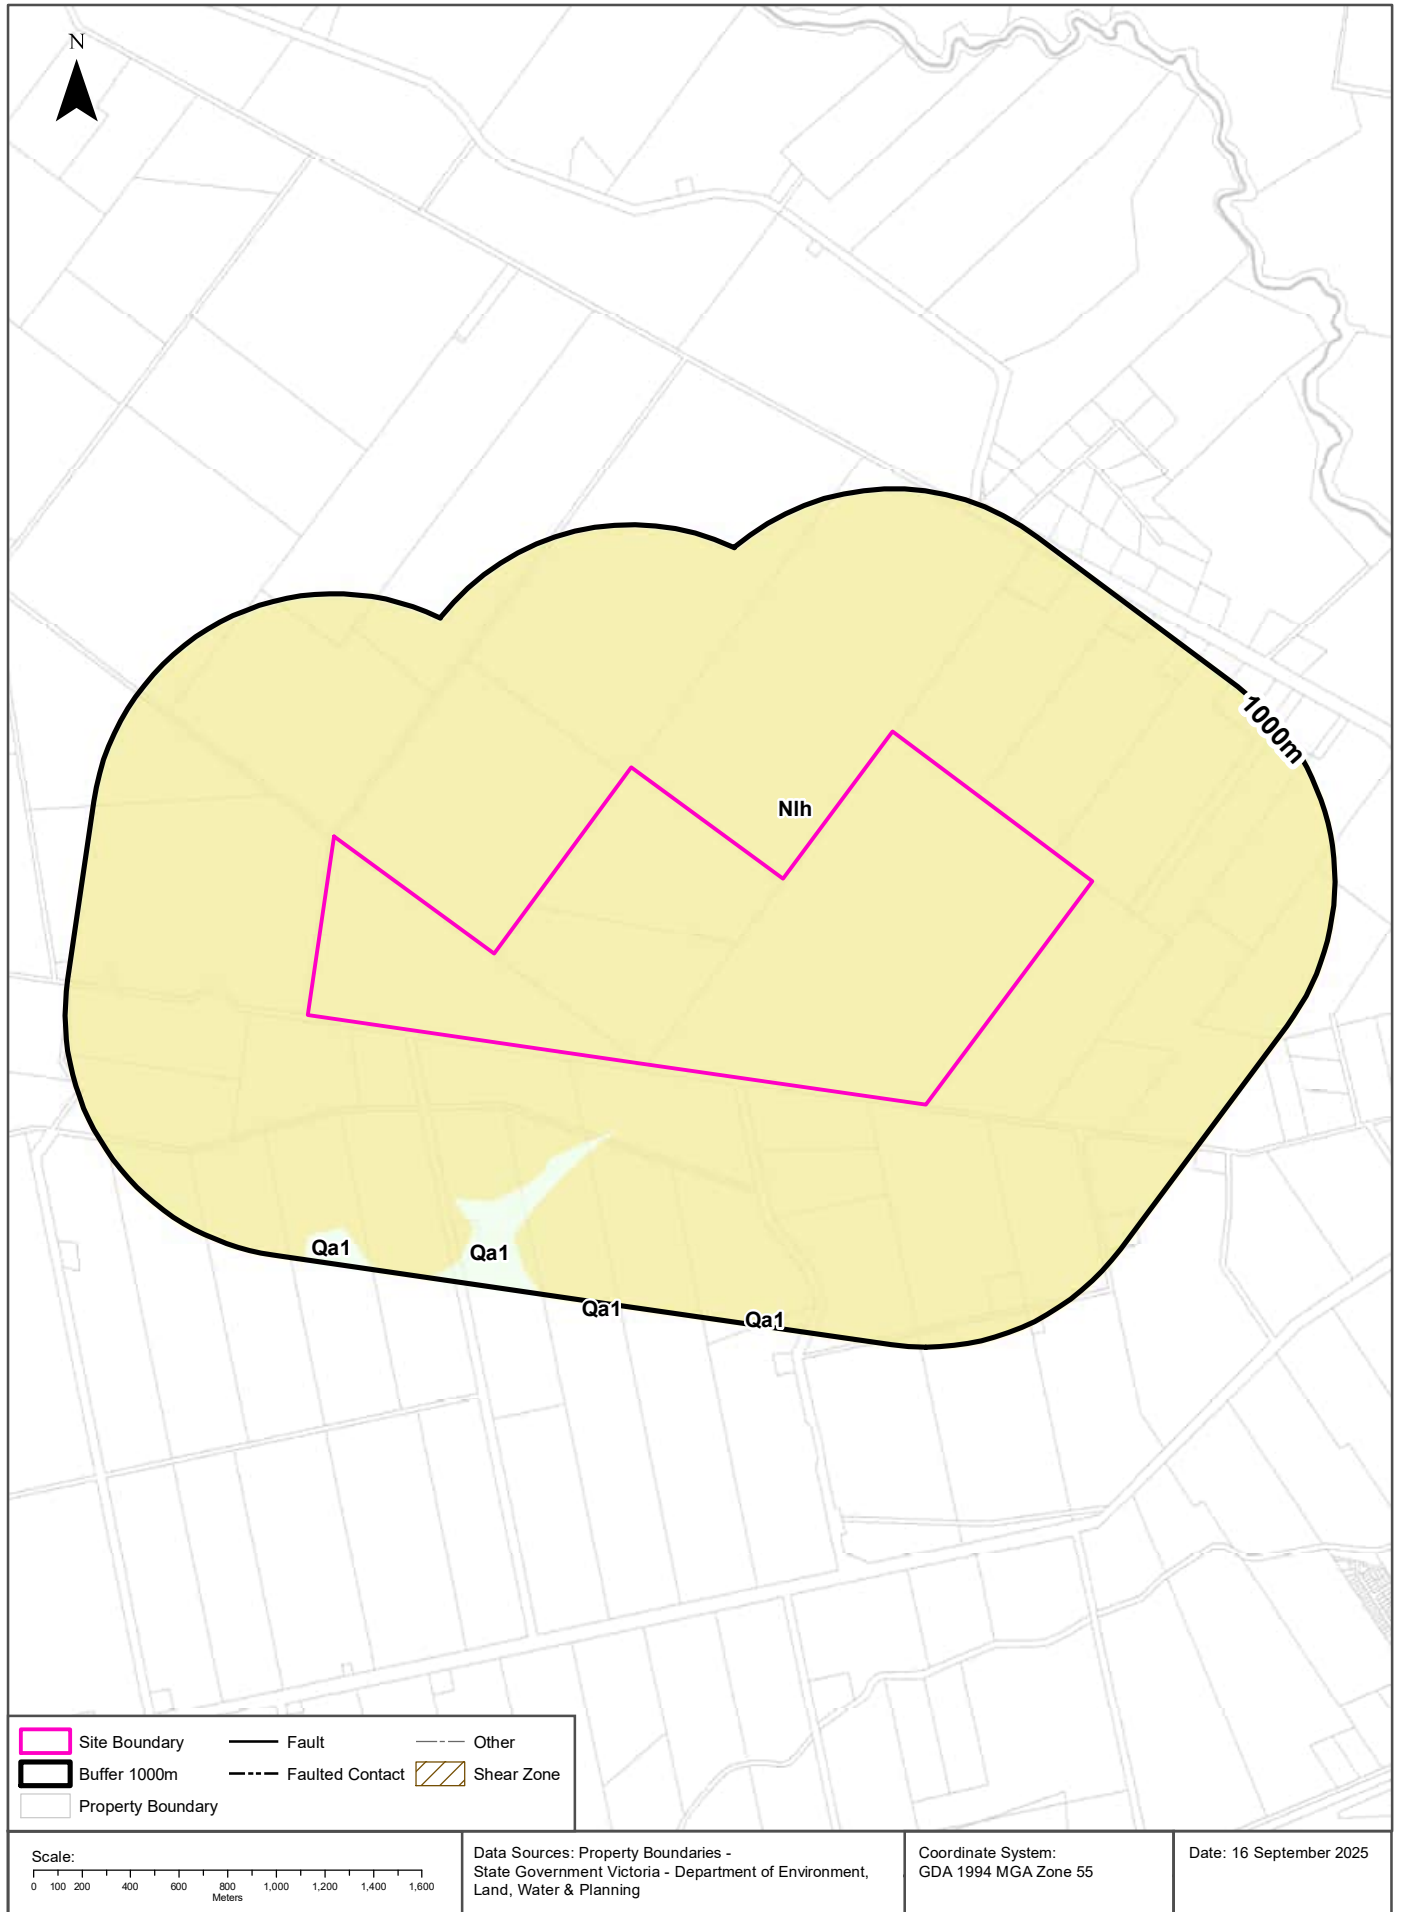 N
1000m
Nlh
Qa1
Qa1
Qa1
Qa1
Site Boundary
Fault
Other
Buffer 1000m
Faulted Contact
Shear Zone
Property Boundary
Scale:
0 100 200 400 600 800 1,000 1,200 1,400 1,600
Meters
Data Sources: Property Boundaries -
State Government Victoria - Department of Environment,
Land, Water & Planning
Coordinate System:
GDA 1994 MGA Zone 55
Date: 16 September 2025